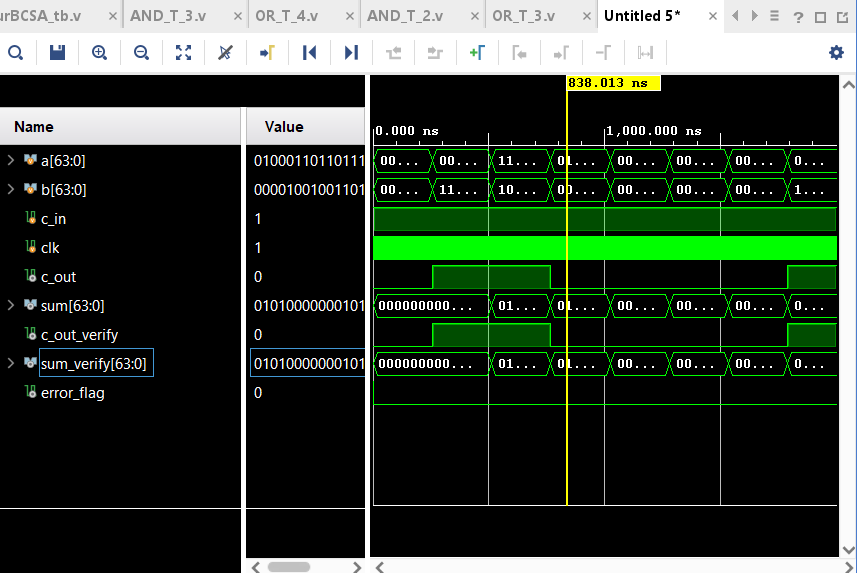 urBCSA_tb.v AND_T_3.v OR_T_4.v AND_T_2.v OR_T_3.v Untitled 5*
838.013 ns
Name Value 0.000 ns 1,000.000 ns
a[63:0] 01000110110111 00... 00... 11... 01... 00... 00... 00... 0...
b[63:0] 00001001001101 00... 11... 10... 00... 00... 00... 00... 1...
c_in 1
clk 1
c_out 0
sum[63:0] 01010000000101 000000000... 01... 01... 00... 00... 00... 0...
c_out_verify 0
sum_verify[63:0] 01010000000101 000000000... 01... 01... 00... 00... 00... 0...
error_flag 0